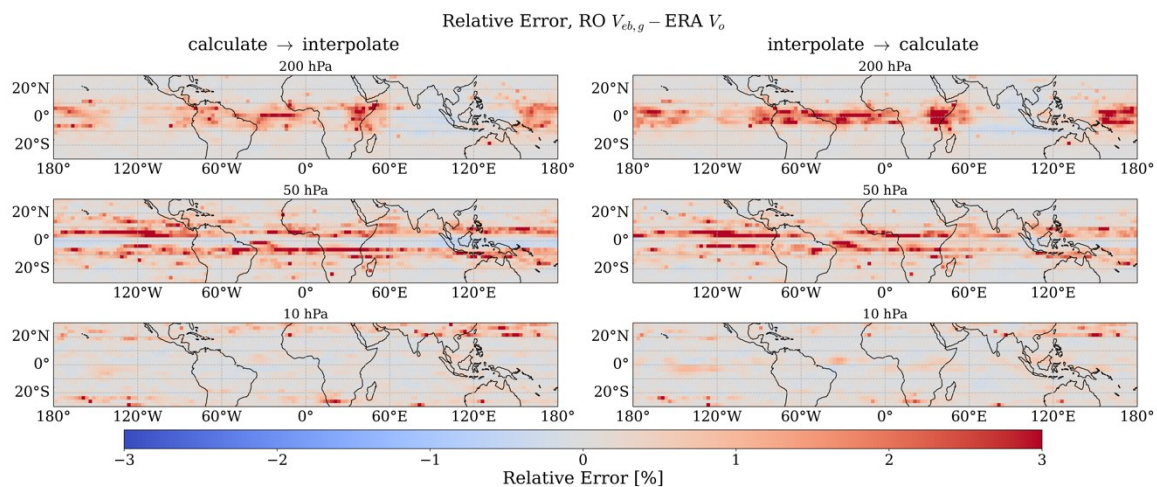 Relative Error, RO V_{eb,g} − ERA V_o
calculate → interpolate
interpolate → calculate
200 hPa
20°N
0°
20°S
180° 120°W 60°W 0° 60°E 120°E 180°
200 hPa
20°N
0°
20°S
180° 120°W 60°W 0° 60°E 120°E 180°
50 hPa
20°N
0°
20°S
120°W 60°W 0° 60°E 120°E
50 hPa
20°N
0°
20°S
120°W 60°W 0° 60°E 120°E
10 hPa
20°N
0°
20°S
180° 120°W 60°W 0° 60°E 120°E 180°
10 hPa
20°N
0°
20°S
180° 120°W 60°W 0° 60°E 120°E 180°
−3 −2 −1 0 1 2 3
Relative Error [%]